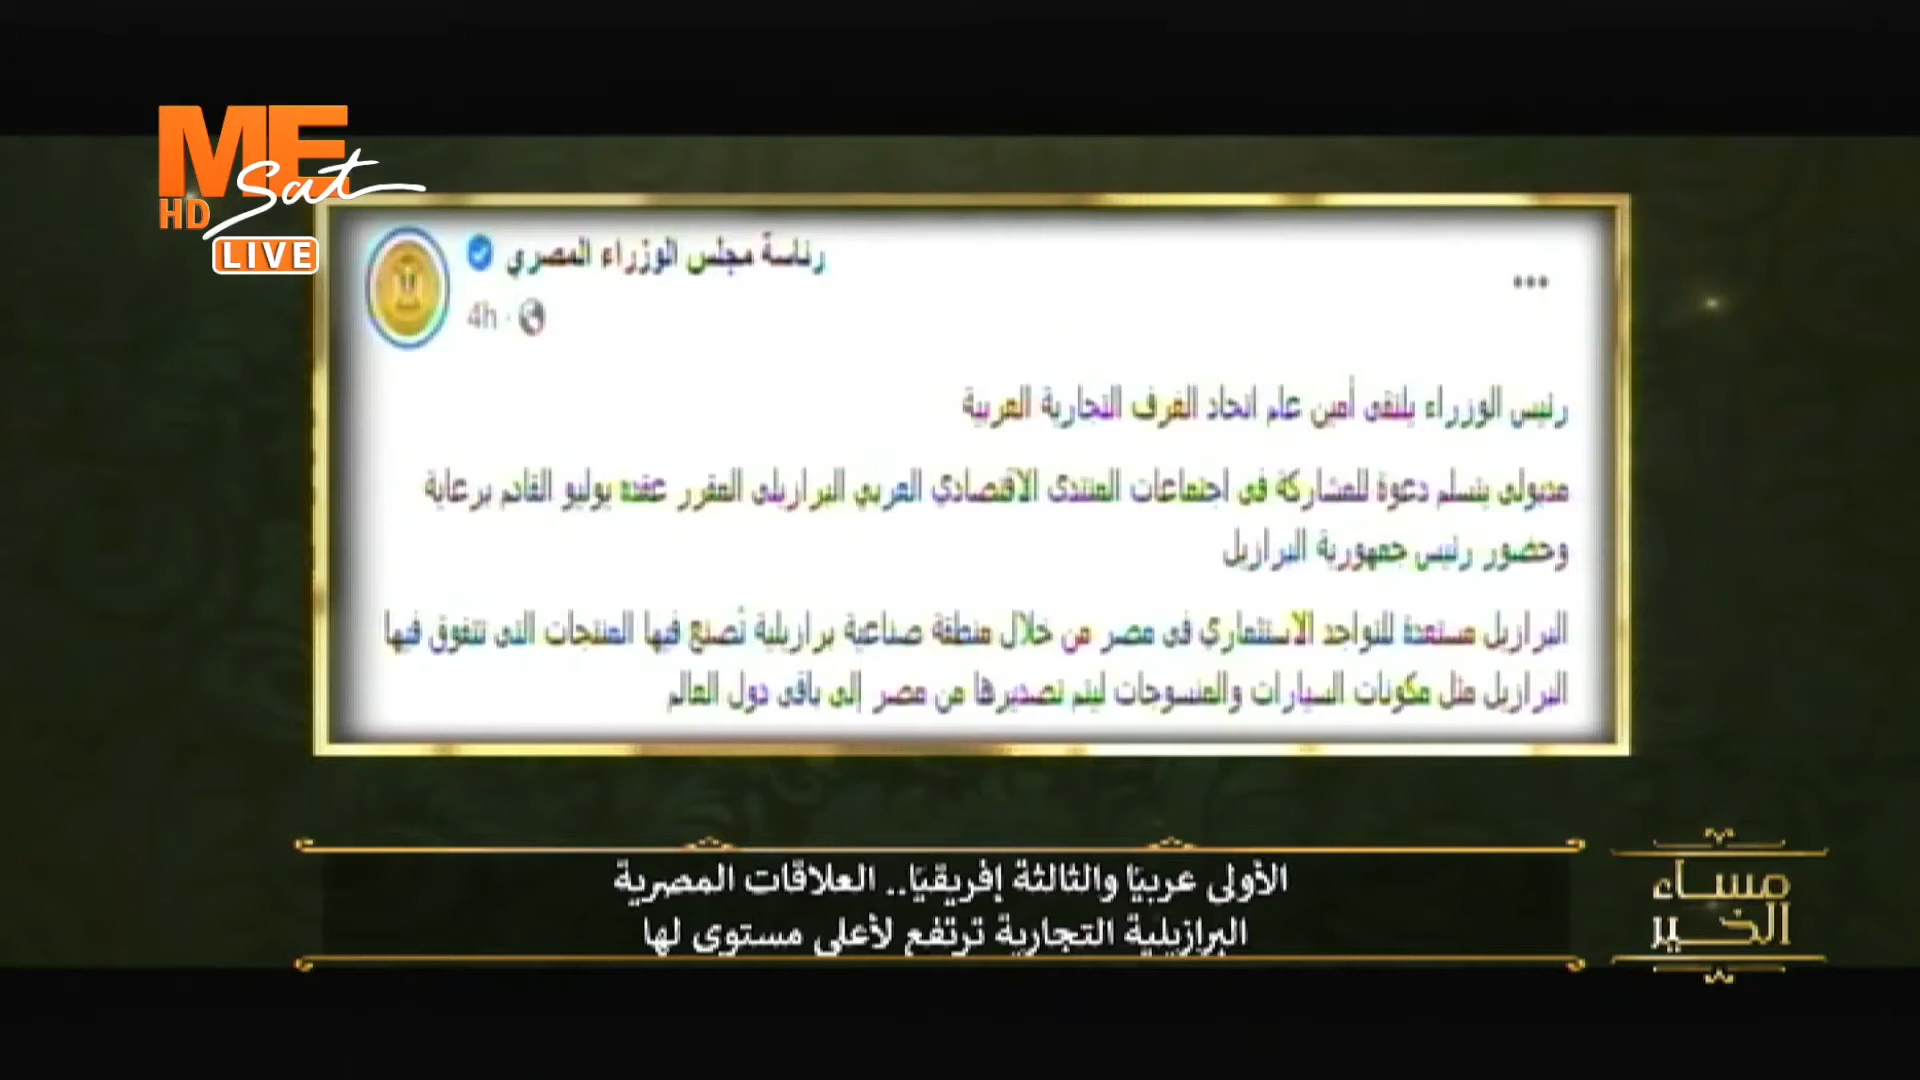 ME
Sat
HD
LIVE
رئاسة مجلس الوزراء المصري
4h
رئيس الوزراء يلتقى أمين عام اتحاد الغرف التجارية العربية
مدبولى يتسلم دعوة للمشاركة فى اجتماعات المنتدى الاقتصادي العربي البرازيلى المقرر عقده يوليو القادم برعاية
وحضور رئيس جمهورية البرازيل
البرازيل مستعدة للتواجد الاستثماري فى مصر من خلال منطقة صناعية برازيلية تُصنع فيها المنتجات التى تتفوق فيها
البرازيل مثل مكونات السيارات والمنسوجات ليتم تصديرها من مصر إلى باقى دول العالم
الأولى عربيًا والثالثة إفريقيًا.. العلاقات المصرية
البرازيلية التجارية ترتفع لأعلى مستوى لها
مساء
الخير